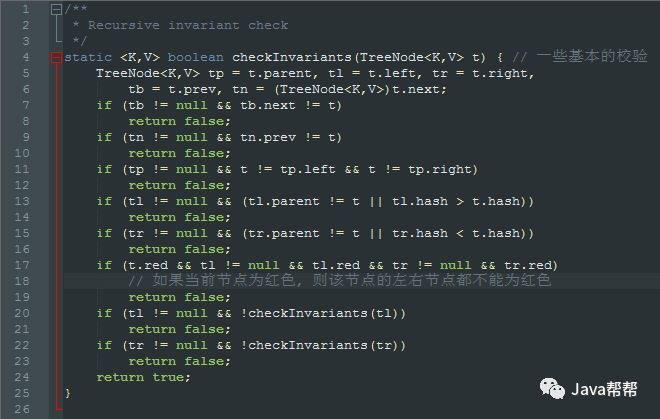 1 /**
2  * Recursive invariant check
3  */
4 static <K,V> boolean checkInvariants(TreeNode<K,V> t) { // 一些基本的校验
5     TreeNode<K,V> tp = t.parent, tl = t.left, tr = t.right,
6         tb = t.prev, tn = (TreeNode<K,V>)t.next;
7     if (tb != null && tb.next != t)
8         return false;
9     if (tn != null && tn.prev != t)
10         return false;
11     if (tp != null && t != tp.left && t != tp.right)
12         return false;
13     if (tl != null && (tl.parent != t || tl.hash > t.hash))
14         return false;
15     if (tr != null && (tr.parent != t || tr.hash < t.hash))
16         return false;
17     if (t.red && tl != null && tl.red && tr != null && tr.red)
18         // 如果当前节点为红色, 则该节点的左右节点都不能为红色
19         return false;
20     if (tl != null && !checkInvariants(tl))
21         return false;
22     if (tr != null && !checkInvariants(tr))
23         return false;
24     return true;
25 }
26
Java帮帮